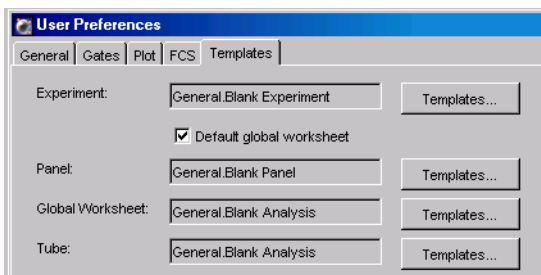 User Preferences
General Gates Plot FCS Templates
Experiment: General.Blank Experiment Templates...
Default global worksheet
Panel: General.Blank Panel Templates...
Global Worksheet: General.Blank Analysis Templates...
Tube: General.Blank Analysis Templates...